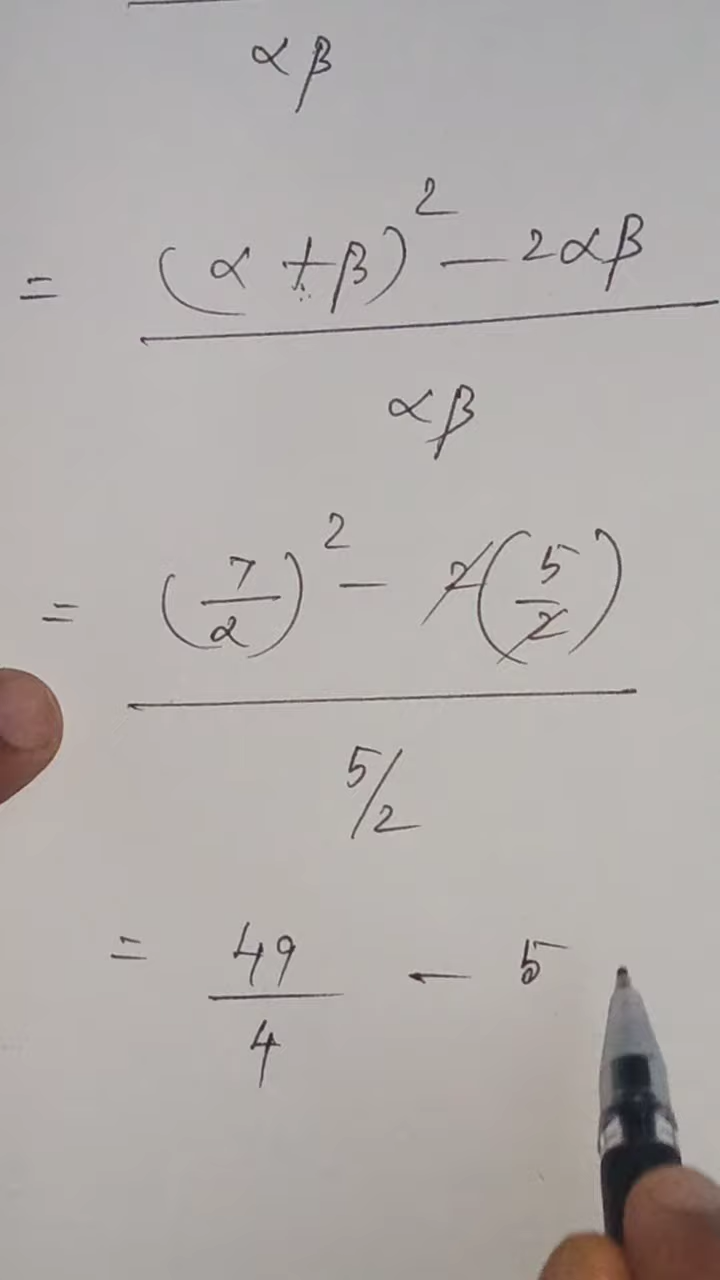 αβ
= (α + β)² − 2αβ
αβ
= (7/2)² − 2(5/2)
5/2
= 49/4 − 5